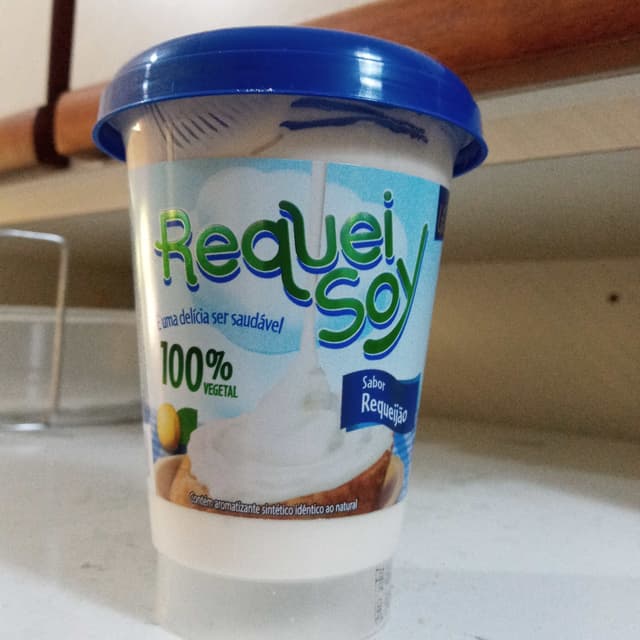 Requei
Soy
É uma delícia ser saudável
100%
VEGETAL
Sabor
Requeijão
Contém aromatizante sintético idêntico ao natural